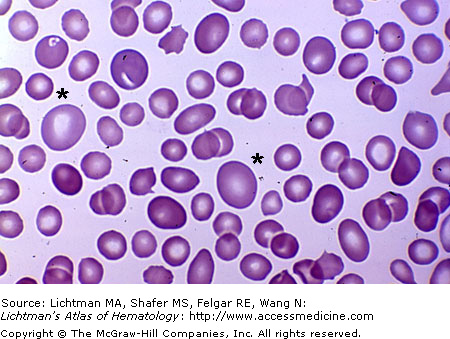 *
*
Source: Lichtman MA, Shafer MS, Felgar RE, Wang N:
Lichtman's Atlas of Hematology: http://www.accessmedicine.com
Copyright © The McGraw-Hill Companies, Inc. All rights reserved.